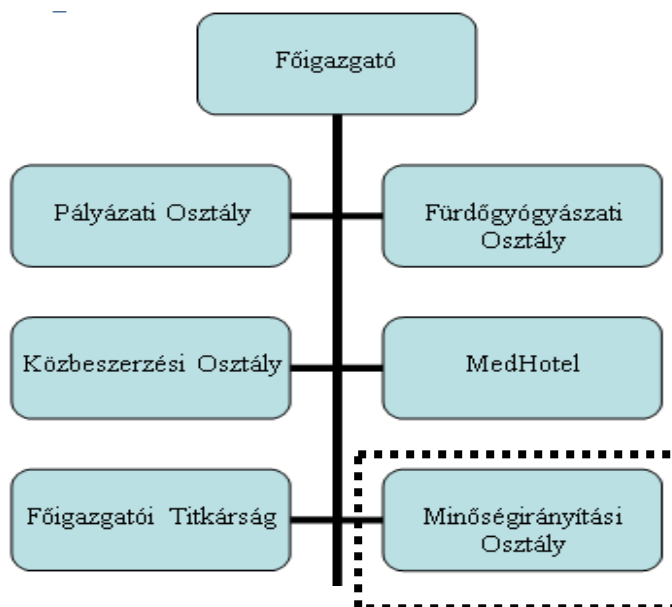 Főigazgató
Pályázati Osztály
Fürdőgyógyászati
Osztály
Közbeszerzési Osztály
MedHotel
Főigazgatói Titkárság
Minőségirányítási
Osztály